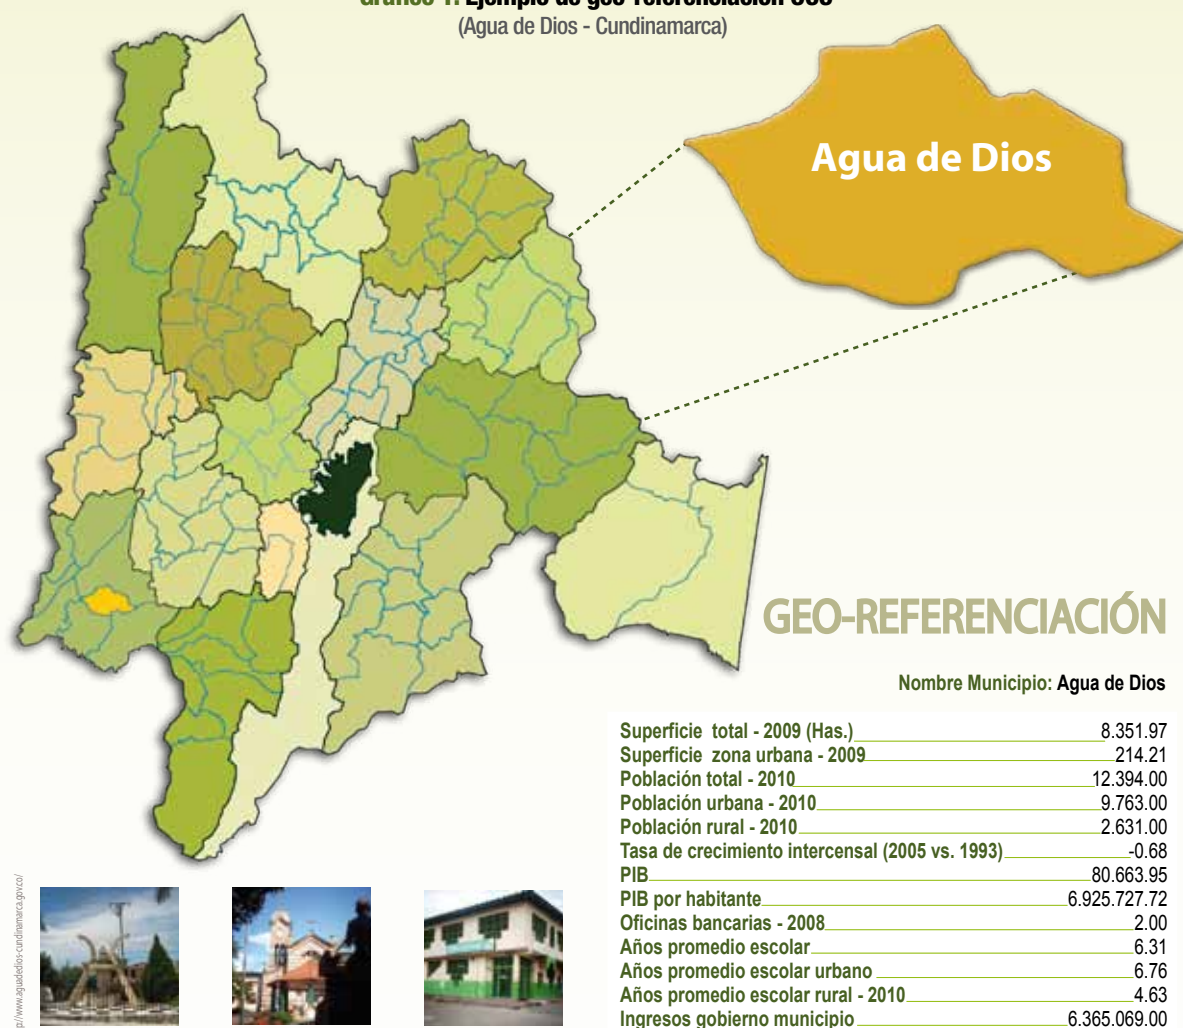 (Agua de Dios - Cundinamarca)
Agua de Dios
GEO-REFERENCIACIÓN
Nombre Municipio: Agua de Dios
Superficie total - 2009 (Has.) 8.351.97
Superficie zona urbana - 2009 214.21
Población total - 2010 12.394.00
Población urbana - 2010 9.763.00
Población rural - 2010 2.631.00
Tasa de crecimiento intercensal (2005 vs. 1993) -0.68
PIB 80.663.95
PIB por habitante 6.925.727.72
Oficinas bancarias - 2008 2.00
Años promedio escolar 6.31
Años promedio escolar urbano 6.76
Años promedio escolar rural - 2010 4.63
Ingresos gobierno municipio 6.365.069.00
p://www.aguadedios-cundinamarca.gov.co/